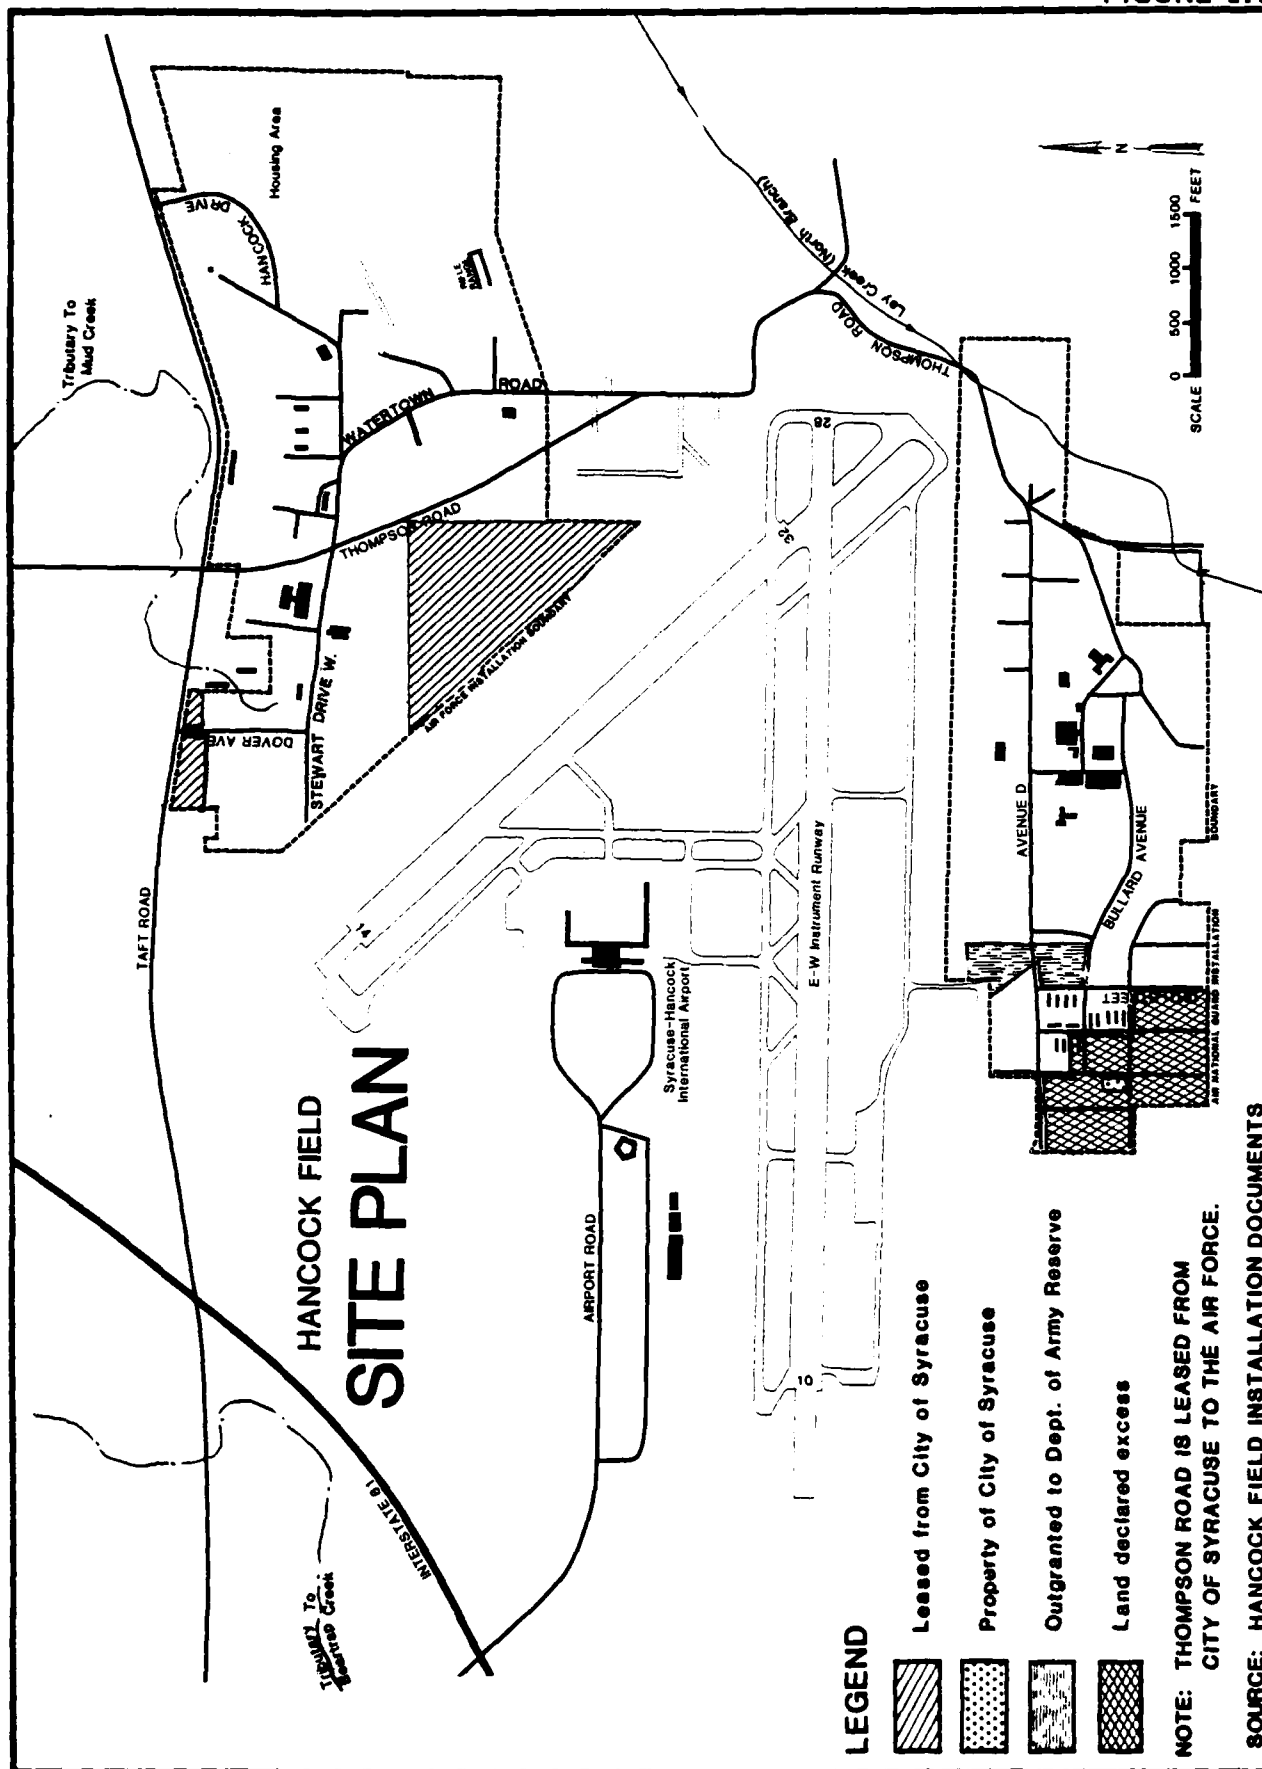 HANCOCK FIELD
SITE PLAN
Tributary To
Mud Creek
Housing Area
HANCOCK
DRIVE
WATERTOWN
ROAD
THOMPSON ROAD
TAFT ROAD
DOVER AVE
STEWART DRIVE W.
AIR FORCE INSTALLATION BOUNDARY
INTERSTATE 81
Tributary To
Beartrap Creek
AIRPORT ROAD
Syracuse-Hancock
International Airport
14
32
28
10
E-W Instrument Runway
Ley Creek (North Branch)
THOMPSON
ROAD
AVENUE D
BULLARD AVENUE
BOUNDARY
AIR NATIONAL GUARD INSTALLATION
N
0 500 1000 1500
SCALE FEET
LEGEND
Leased from City of Syracuse
Property of City of Syracuse
Outgranted to Dept. of Army Reserve
Land declared excess
NOTE: THOMPSON ROAD IS LEASED FROM
CITY OF SYRACUSE TO THE AIR FORCE.
SOURCE: HANCOCK FIELD INSTALLATION DOCUMENTS